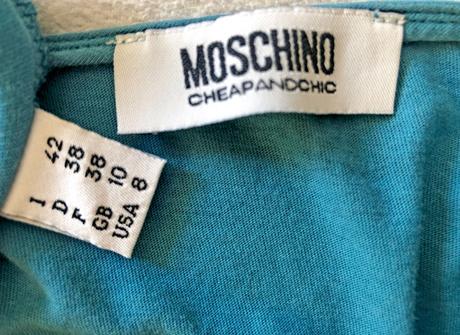 MOSCHINO
CHEAPANDCHIC
I 42
D 38
F 38
GB 10
USA 8